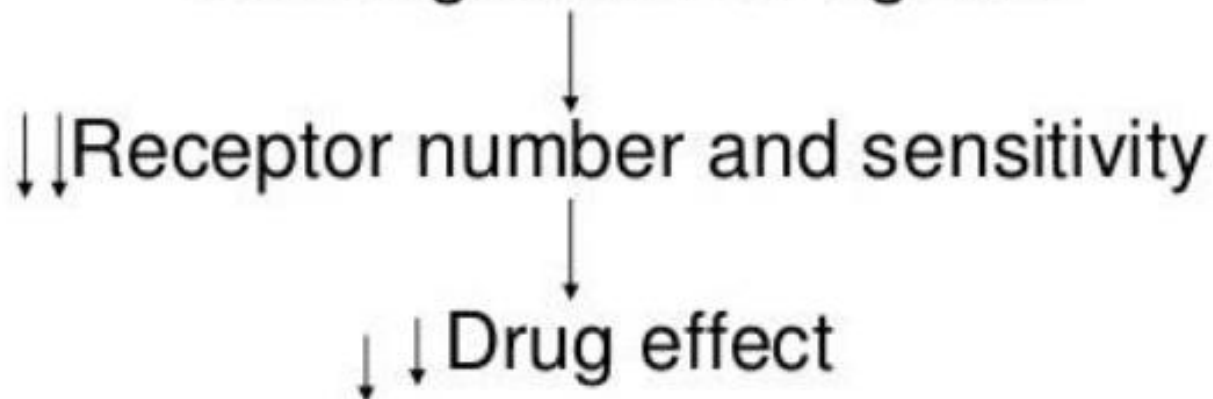 ↓↓Receptor number and sensitivity
↓↓Drug effect